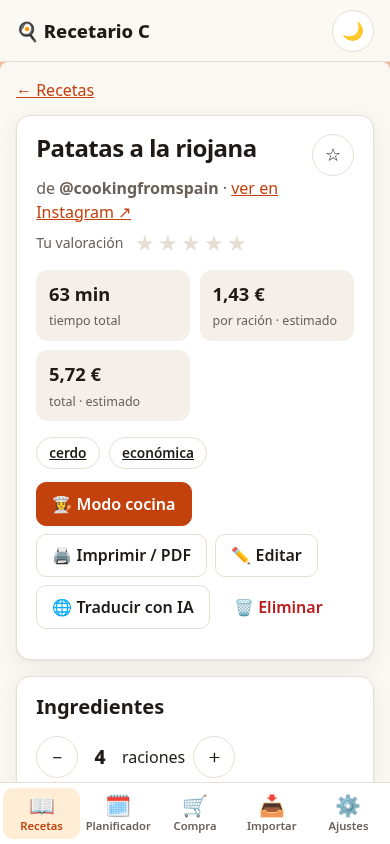 Recetario C
← Recetas
Patatas a la riojana
de @cookingfromspain · ver en
Instagram ↗
Tu valoración
63 min
tiempo total
1,43 €
por ración · estimado
5,72 €
total · estimado
cerdo
económica
Modo cocina
Imprimir / PDF
Editar
Traducir con IA
Eliminar
Ingredientes
− 4 raciones +
Recetas
Planificador
Compra
Importar
Ajustes